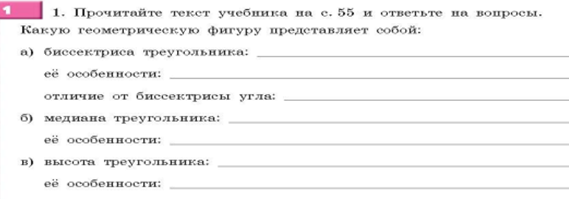 1 1. Прочитайте текст учебника на с. 55 и ответьте на вопросы.
Какую геометрическую фигуру представляет собой:
а) биссектриса треугольника:
её особенности:
отличие от биссектрисы угла:
б) медиана треугольника:
её особенности:
в) высота треугольника:
её особенности: